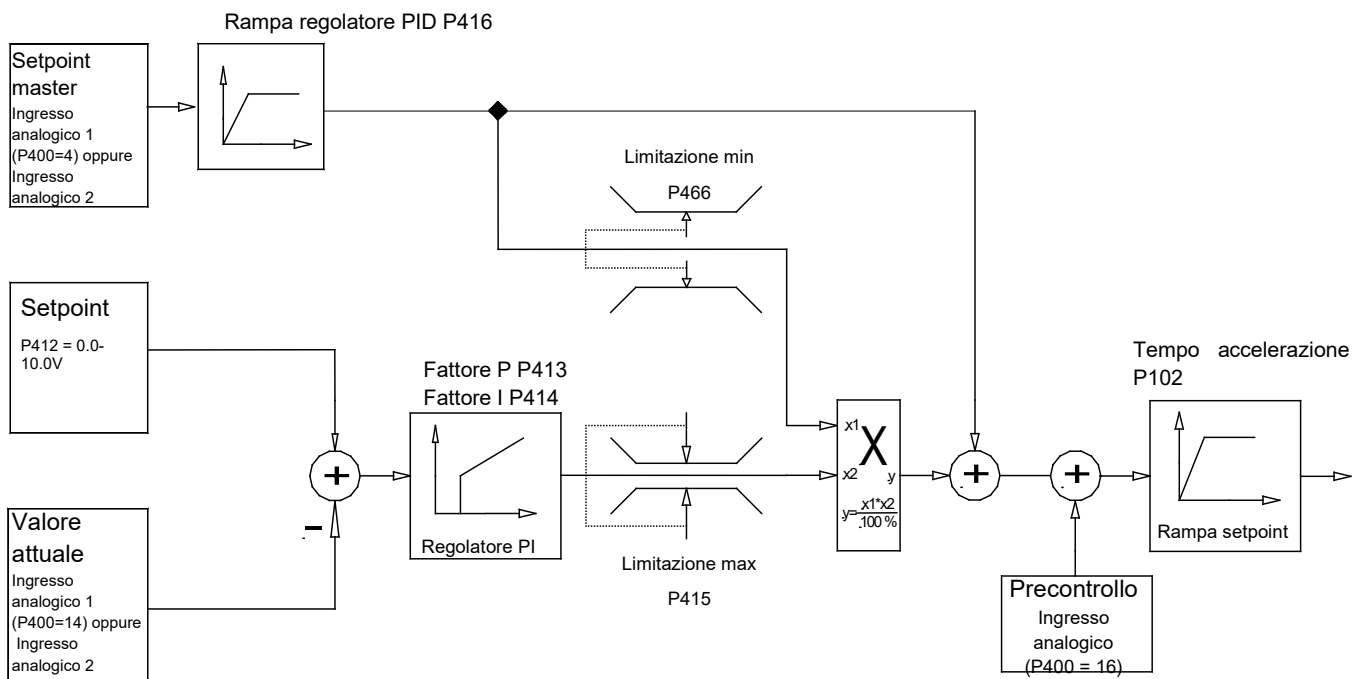 Rampa regolatore PID P416
Setpoint
master
Ingresso
analogico 1
(P400=4) oppure
Ingresso
analogico 2
Limitazione min
P466
Setpoint
P412 = 0.0-
10.0V
Fattore P P413
Fattore I P414
Regolatore PI
Valore
attuale
Ingresso
analogico 1
(P400=14) oppure
Ingresso
analogico 2
Limitazione max
P415
x1
X
x2
y
y=x1*x2
100 %
+
−
+
+
Tempo accelerazione
P102
Rampa setpoint
Precontrollo
Ingresso
analogico
(P400 = 16)